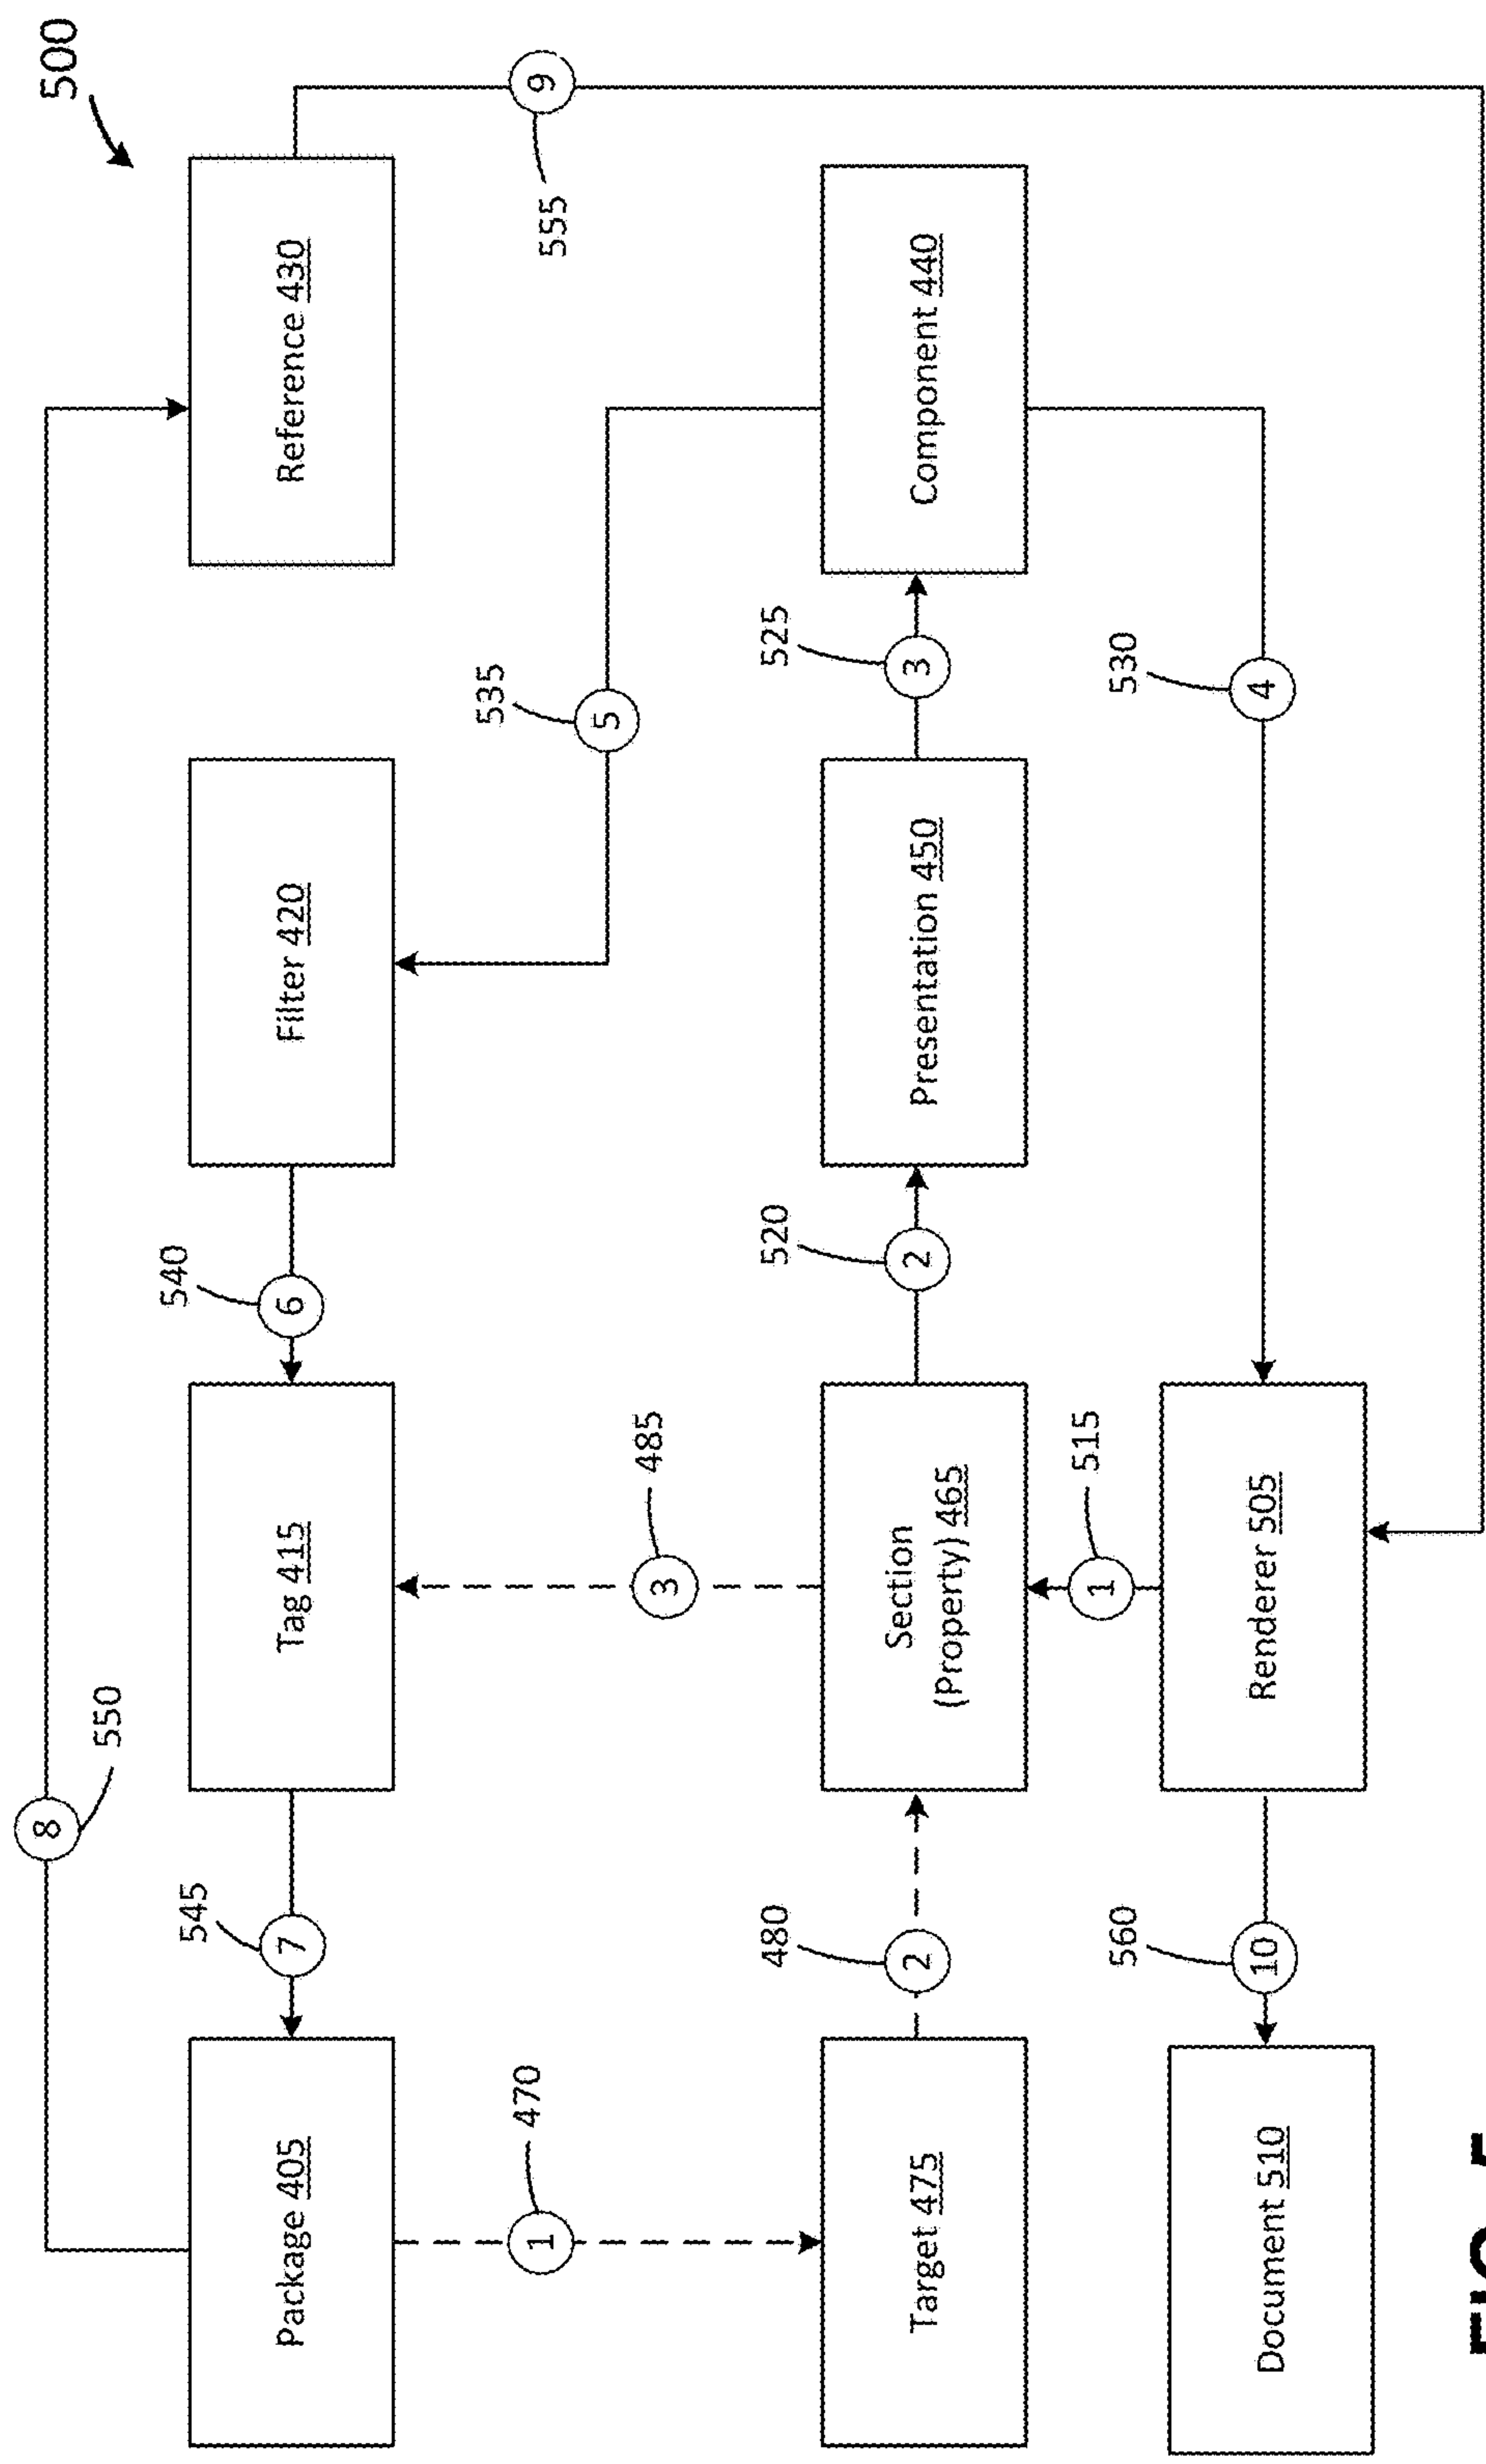 500
8
550
545
540
Package 405
7
Tag 415
6
Filter 420
Reference 430
470
1
535
5
9
555
485
3
480
520
525
Target 475
2
Section
(Property) 465
2
Presentation 450
3
Component 440
515
1
560
530
Document 510
10
Renderer 505
4